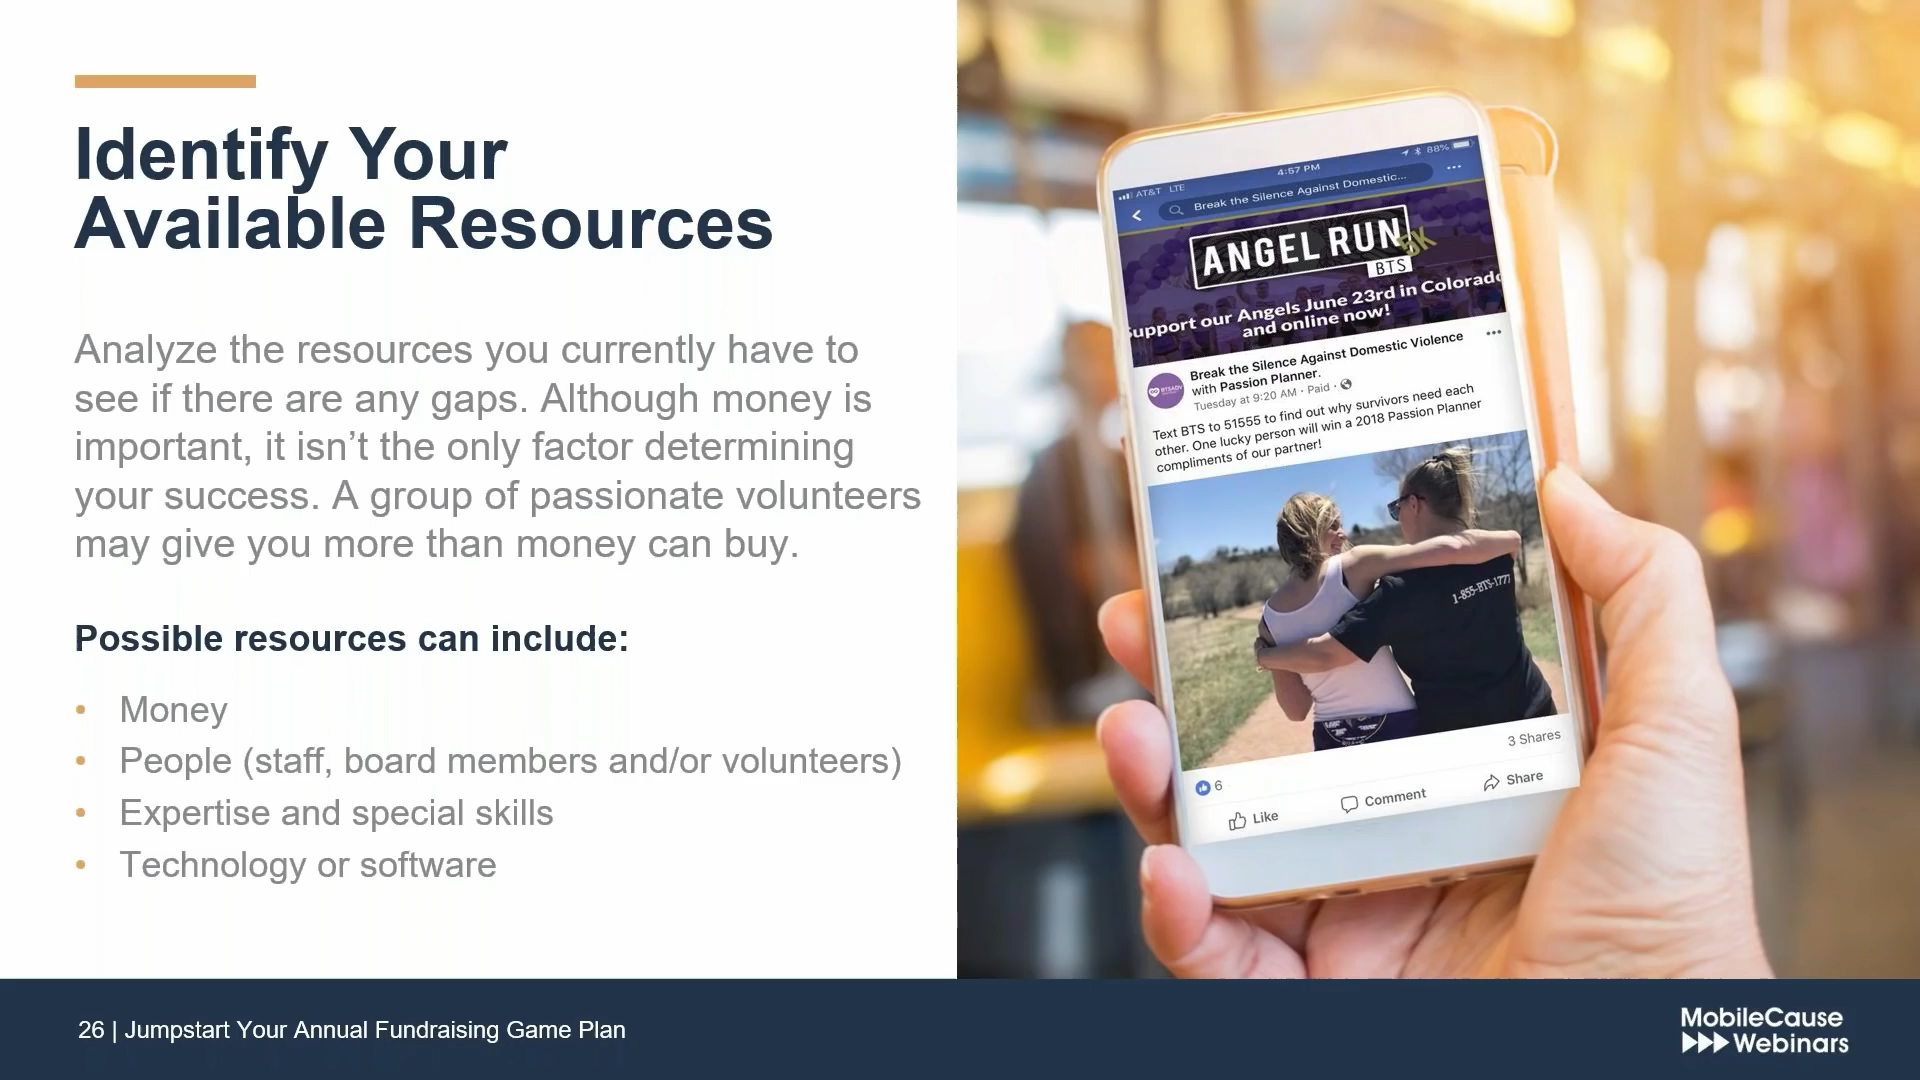 Identify Your
Available Resources
Analyze the resources you currently have to
see if there are any gaps. Although money is
important, it isn’t the only factor determining
your success. A group of passionate volunteers
may give you more than money can buy.
Possible resources can include:
• Money
• People (staff, board members and/or volunteers)
• Expertise and special skills
• Technology or software
AT&T LTE 4:57 PM 88%
Break the Silence Against Domestic...
ANGEL RUN
5K
BTS
Support our Angels June 23rd in Colorado
and online now!
Break the Silence Against Domestic Violence
with Passion Planner.
Tuesday at 9:20 AM · Paid ·
BTSADV
Text BTS to 51555 to find out why survivors need each
other. One lucky person will win a 2018 Passion Planner
compliments of our partner!
1-855-BTS-1777
6
3 Shares
Like Comment Share
26 | Jumpstart Your Annual Fundraising Game Plan
MobileCause
Webinars